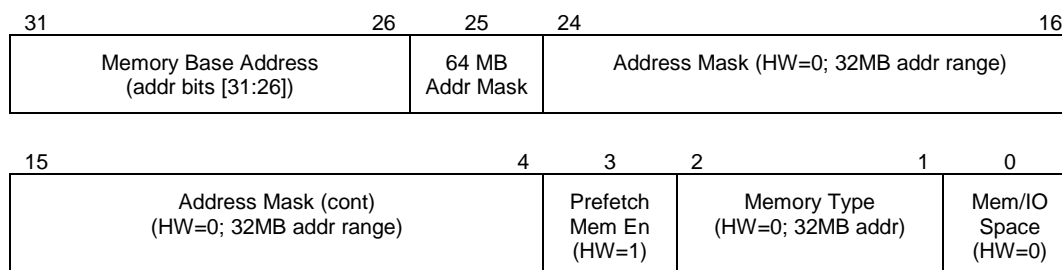 31 26 25 24 16
Memory Base Address 64 MB Address Mask (HW=0; 32MB addr range)
(addr bits [31:26]) Addr Mask
15 4 3 2 1 0
Address Mask (cont) Prefetch Memory Type Mem/IO
(HW=0; 32MB addr range) Mem En (HW=0; 32MB addr) Space
(HW=1) (HW=0)